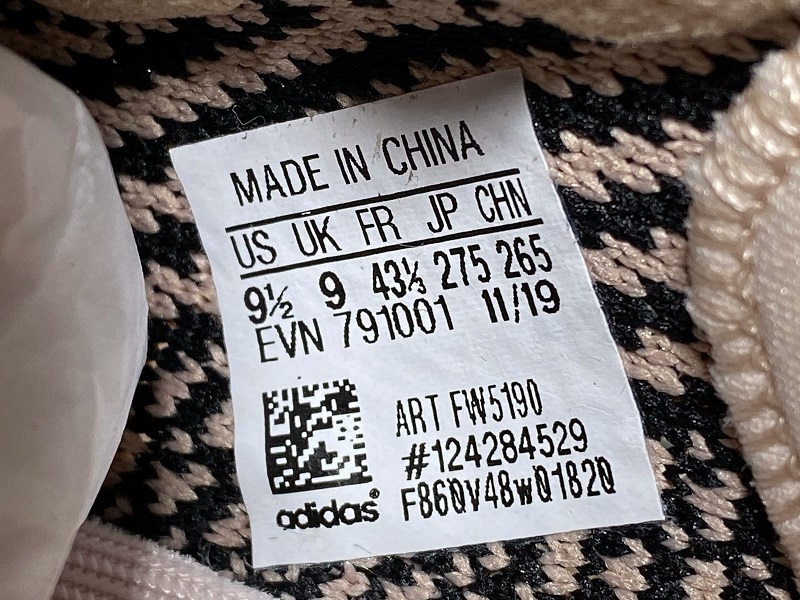 MADE IN CHINA
US UK FR JP CHN
9½ 9 43⅓ 275 265
EVN 791001 11/19
ART FW5190
#124284529
F860V48w01820
adidas®